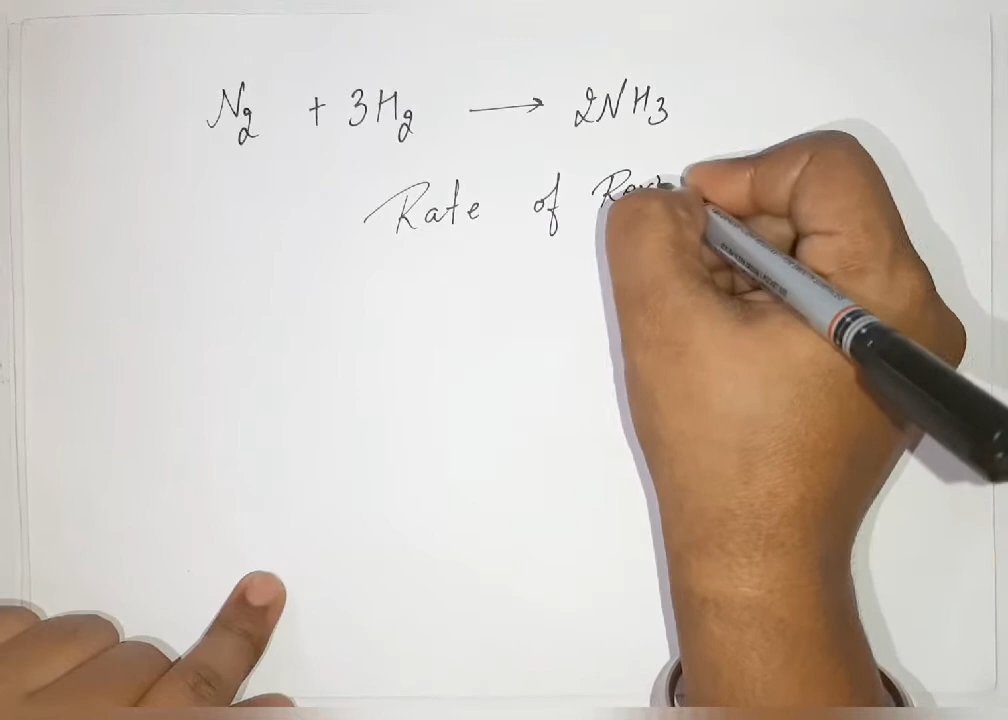 N₂ + 3H₂ → 2NH₃
Rate of